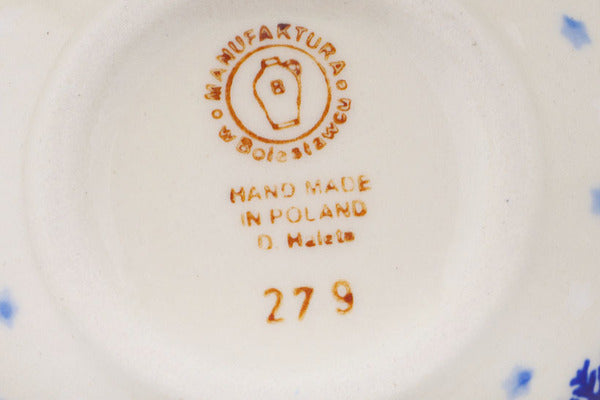 MANUFAKTURA
w Bolesławcu
B
HAND MADE
IN POLAND
D.
279